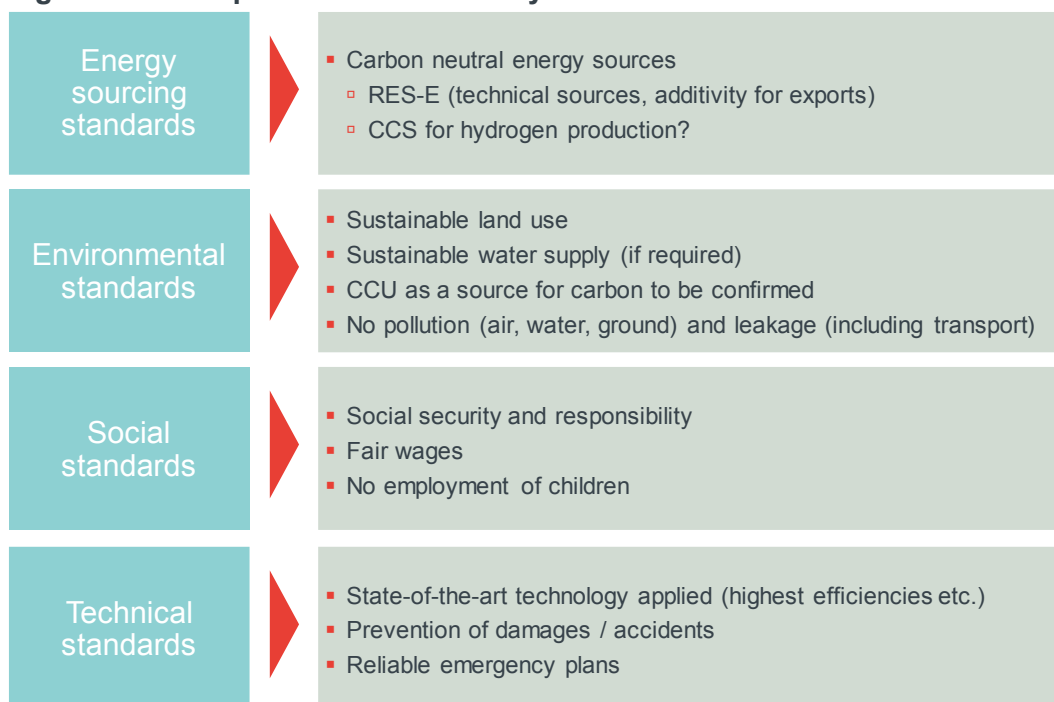 Energy
sourcing
standards
▪ Carbon neutral energy sources
▫ RES-E (technical sources, additivity for exports)
▫ CCS for hydrogen production?
Environmental
standards
▪ Sustainable land use
▪ Sustainable water supply (if required)
▪ CCU as a source for carbon to be confirmed
▪ No pollution (air, water, ground) and leakage (including transport)
Social
standards
▪ Social security and responsibility
▪ Fair wages
▪ No employment of children
Technical
standards
▪ State-of-the-art technology applied (highest efficiencies etc.)
▪ Prevention of damages / accidents
▪ Reliable emergency plans